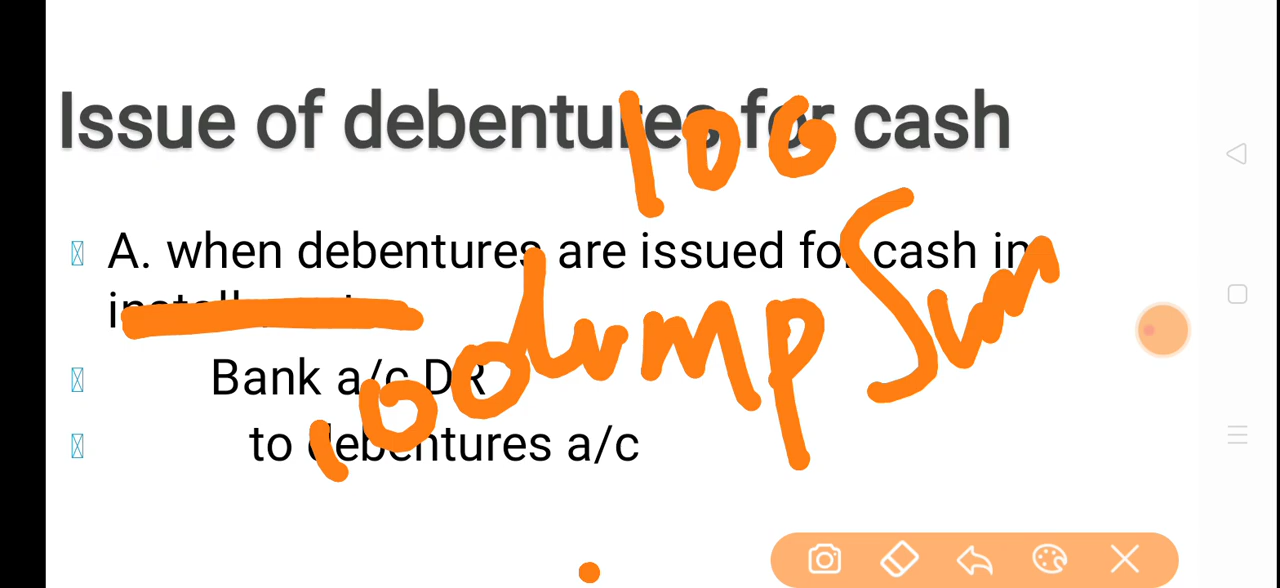 Issue of debentures for cash
100
A. when debentures are issued for cash in
lump Sum
Bank a/c DR
100
to debentures a/c